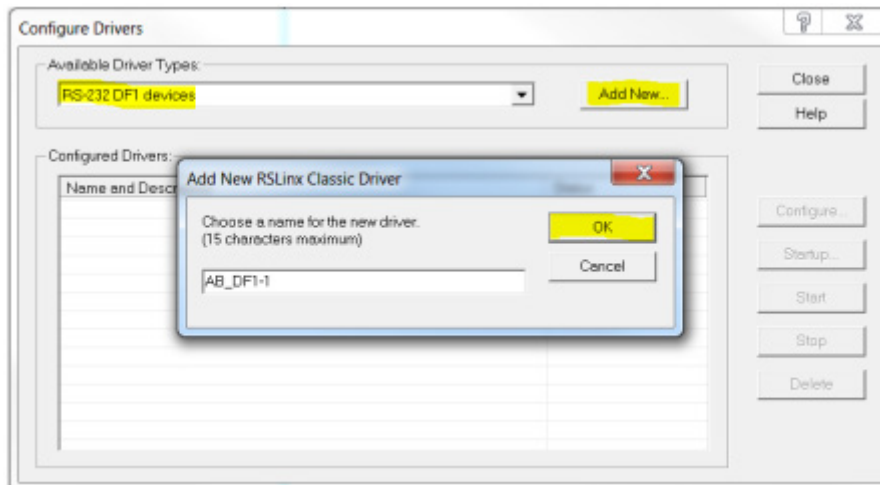 Configure Drivers
Available Driver Types:
RS-232 DF1 devices
Add New...
Close
Help
Configured Drivers:
Name and Descr
Status
Add New RSLinx Classic Driver
Choose a name for the new driver.
(15 characters maximum)
AB_DF1-1
OK
Cancel
Configure...
Startup...
Start
Stop
Delete